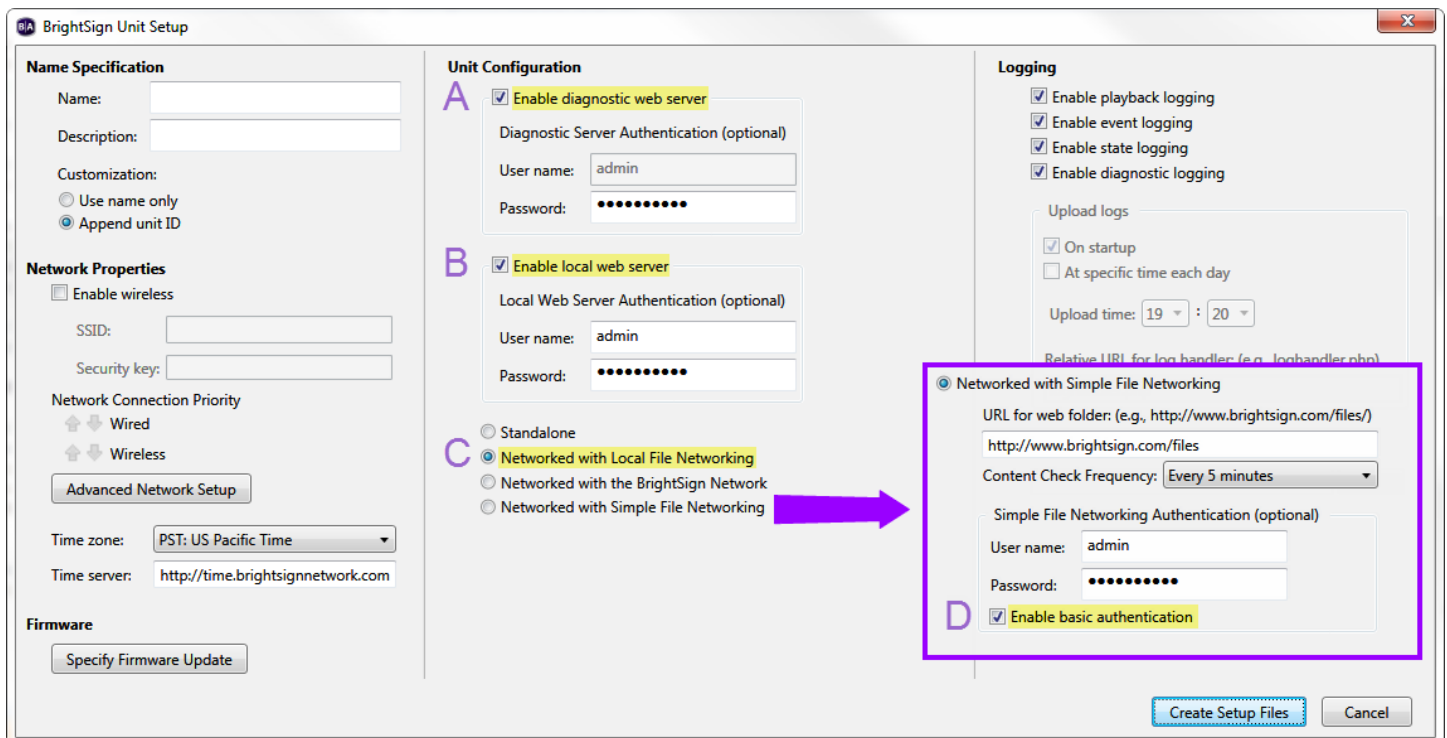 BrightSign Unit Setup
Name Specification
Name:
Description:
Customization:
Use name only
Append unit ID
Network Properties
Enable wireless
SSID:
Security key:
Network Connection Priority
Wired
Wireless
Advanced Network Setup
Time zone: PST: US Pacific Time
Time server: http://time.brightsignnetwork.com
Firmware
Specify Firmware Update
Unit Configuration
A Enable diagnostic web server
Diagnostic Server Authentication (optional)
User name: admin
Password: ••••••••••
B Enable local web server
Local Web Server Authentication (optional)
User name: admin
Password: ••••••••••
Standalone
C Networked with Local File Networking
Networked with the BrightSign Network
Networked with Simple File Networking
Logging
Enable playback logging
Enable event logging
Enable state logging
Enable diagnostic logging
Upload logs
On startup
At specific time each day
Upload time: 19 : 20
Relative URL for log handler: (e.g., loghandler.php)
Networked with Simple File Networking
URL for web folder: (e.g., http://www.brightsign.com/files/)
http://www.brightsign.com/files
Content Check Frequency: Every 5 minutes
Simple File Networking Authentication (optional)
User name: admin
Password: ••••••••••
D Enable basic authentication
Create Setup Files
Cancel